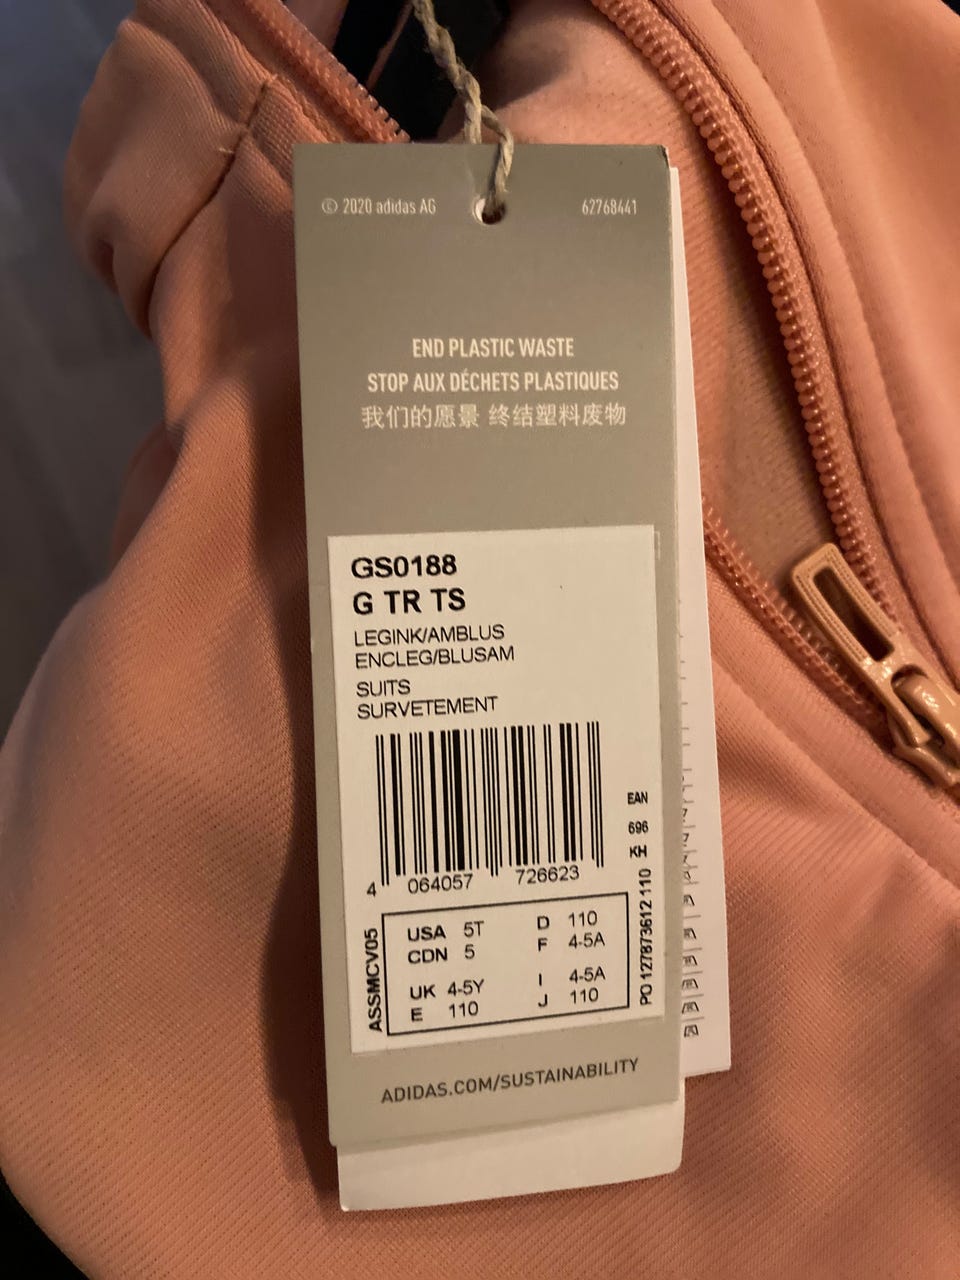 © 2020 adidas AG
62768441
END PLASTIC WASTE
STOP AUX DÉCHETS PLASTIQUES
我们的愿景 终结塑料废物
GS0188
G TR TS
LEGINK/AMBLUS
ENCLEG/BLUSAM
SUITS
SURVETEMENT
EAN
696
KH
PO 127873612 110
4 064057 726623
ASSMCV05
USA 5T D 110
CDN 5 F 4-5A
UK 4-5Y I 4-5A
E 110 J 110
ADIDAS.COM/SUSTAINABILITY